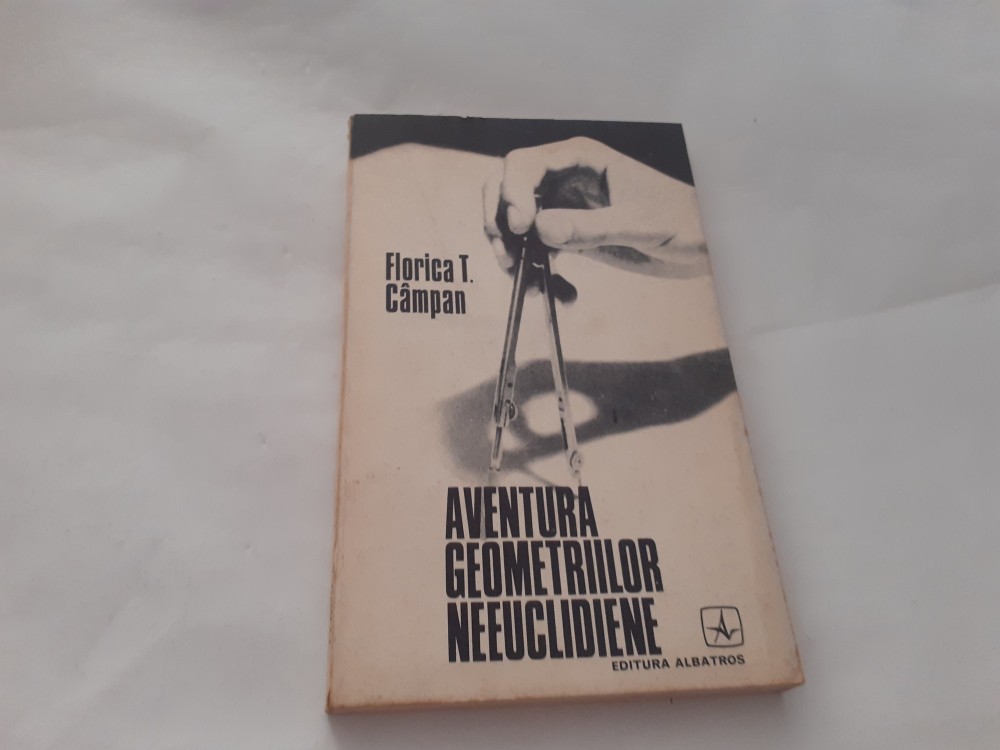 Florica T.
Câmpan
AVENTURA
GEOMETRIILOR
NEEUCLIDIENE
EDITURA ALBATROS